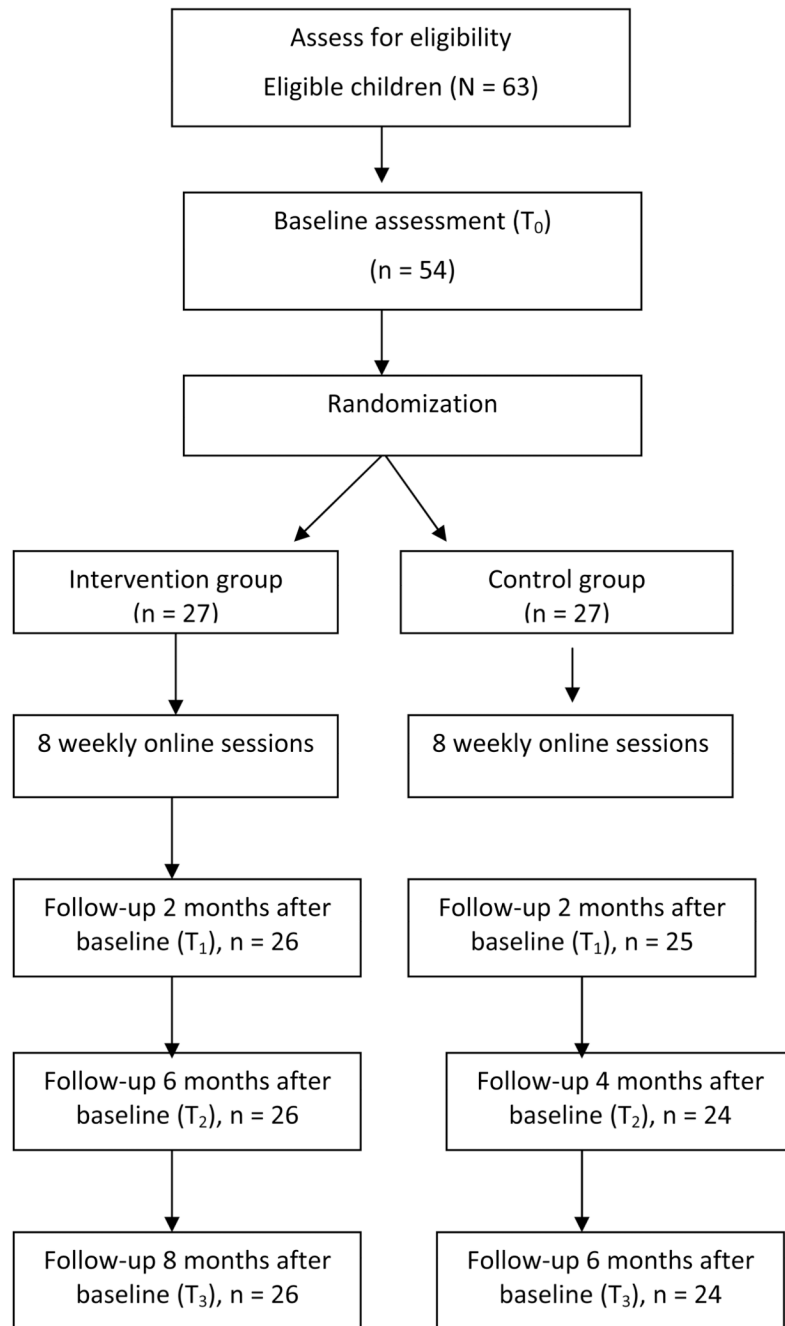 Assess for eligibility
Eligible children (N = 63)
Baseline assessment (T₀)
(n = 54)
Randomization
Intervention group
(n = 27)
Control group
(n = 27)
8 weekly online sessions
8 weekly online sessions
Follow-up 2 months after
baseline (T₁), n = 26
Follow-up 2 months after
baseline (T₁), n = 25
Follow-up 6 months after
baseline (T₂), n = 26
Follow-up 4 months after
baseline (T₂), n = 24
Follow-up 8 months after
baseline (T₃), n = 26
Follow-up 6 months after
baseline (T₃), n = 24